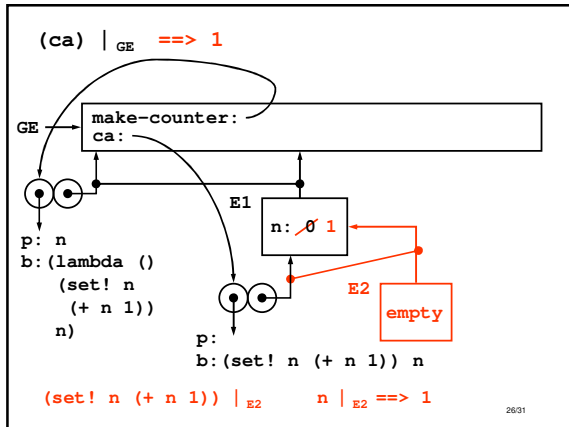 (ca) |GE ==> 1
make-counter:
GE
ca:
E1
n: 0 1
p: n
b:(lambda ()
(set! n
(+ n 1))
n)
E2
empty
p:
b:(set! n (+ n 1)) n
(set! n (+ n 1)) |E2 n |E2 ==> 1
26/31